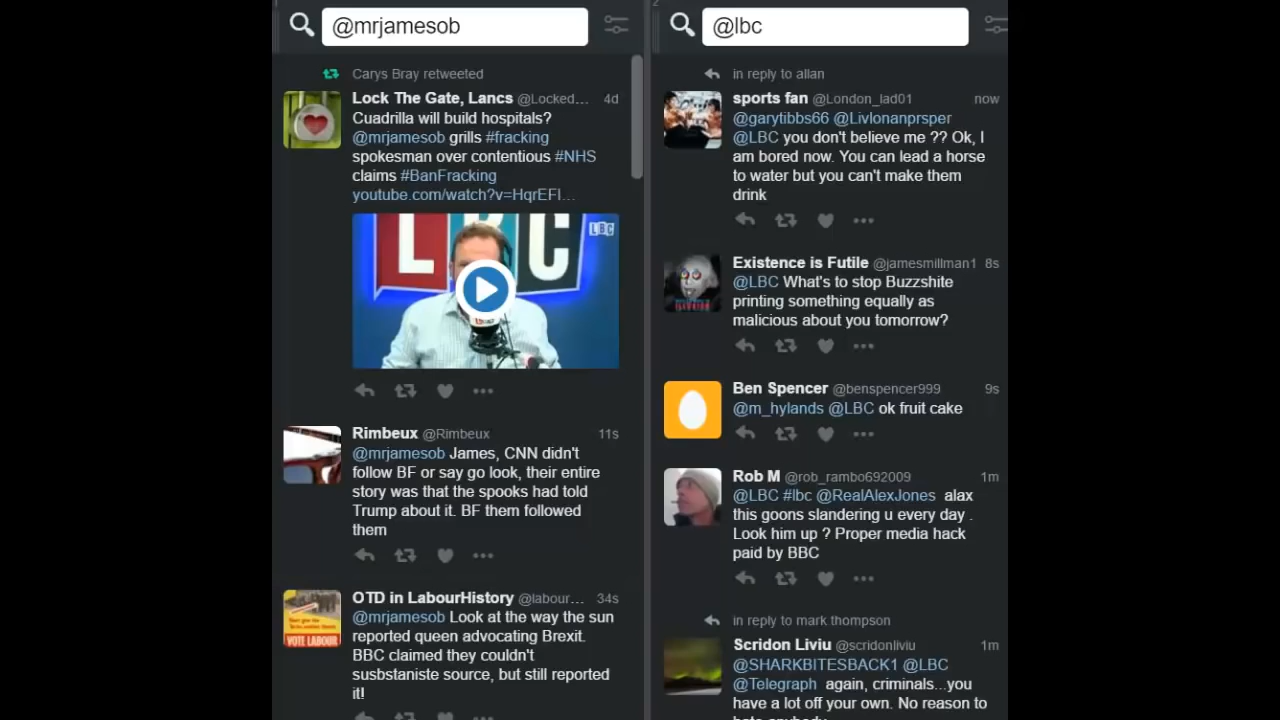 @mrjamesob
Carys Bray retweeted
Lock The Gate, Lancs @Locked... 4d
Cuadrilla will build hospitals?
@mrjamesob grills #fracking
spokesman over contentious #NHS
claims #BanFracking
youtube.com/watch?v=HqrEFI...
LBC
LBC
Rimbeux @Rimbeux 11s
@mrjamesob James, CNN didn't
follow BF or say go look, their entire
story was that the spooks had told
Trump about it. BF them followed
them
OTD in LabourHistory @labour... 34s
VOTE LABOUR
@mrjamesob Look at the way the sun
reported queen advocating Brexit.
BBC claimed they couldn't
susbstaniste source, but still reported
it!
2
@lbc
in reply to allan
sports fan @London_lad01 now
@garytibbs66 @Livlonanprsper
@LBC you don't believe me ?? Ok, I
am bored now. You can lead a horse
to water but you can't make them
drink
Existence is Futile @jamesmillman1 8s
@LBC What's to stop Buzzshite
printing something equally as
malicious about you tomorrow?
Ben Spencer @benspencer999 9s
@m_hylands @LBC ok fruit cake
Rob M @rob_rambo692009 1m
@LBC #lbc @RealAlexJones alax
this goons slandering u every day .
Look him up ? Proper media hack
paid by BBC
in reply to mark thompson
Scridon Liviu @scridonliviu 1m
@SHARKBITESBACK1 @LBC
@Telegraph again, criminals...you
have a lot off your own. No reason to
hate anybody